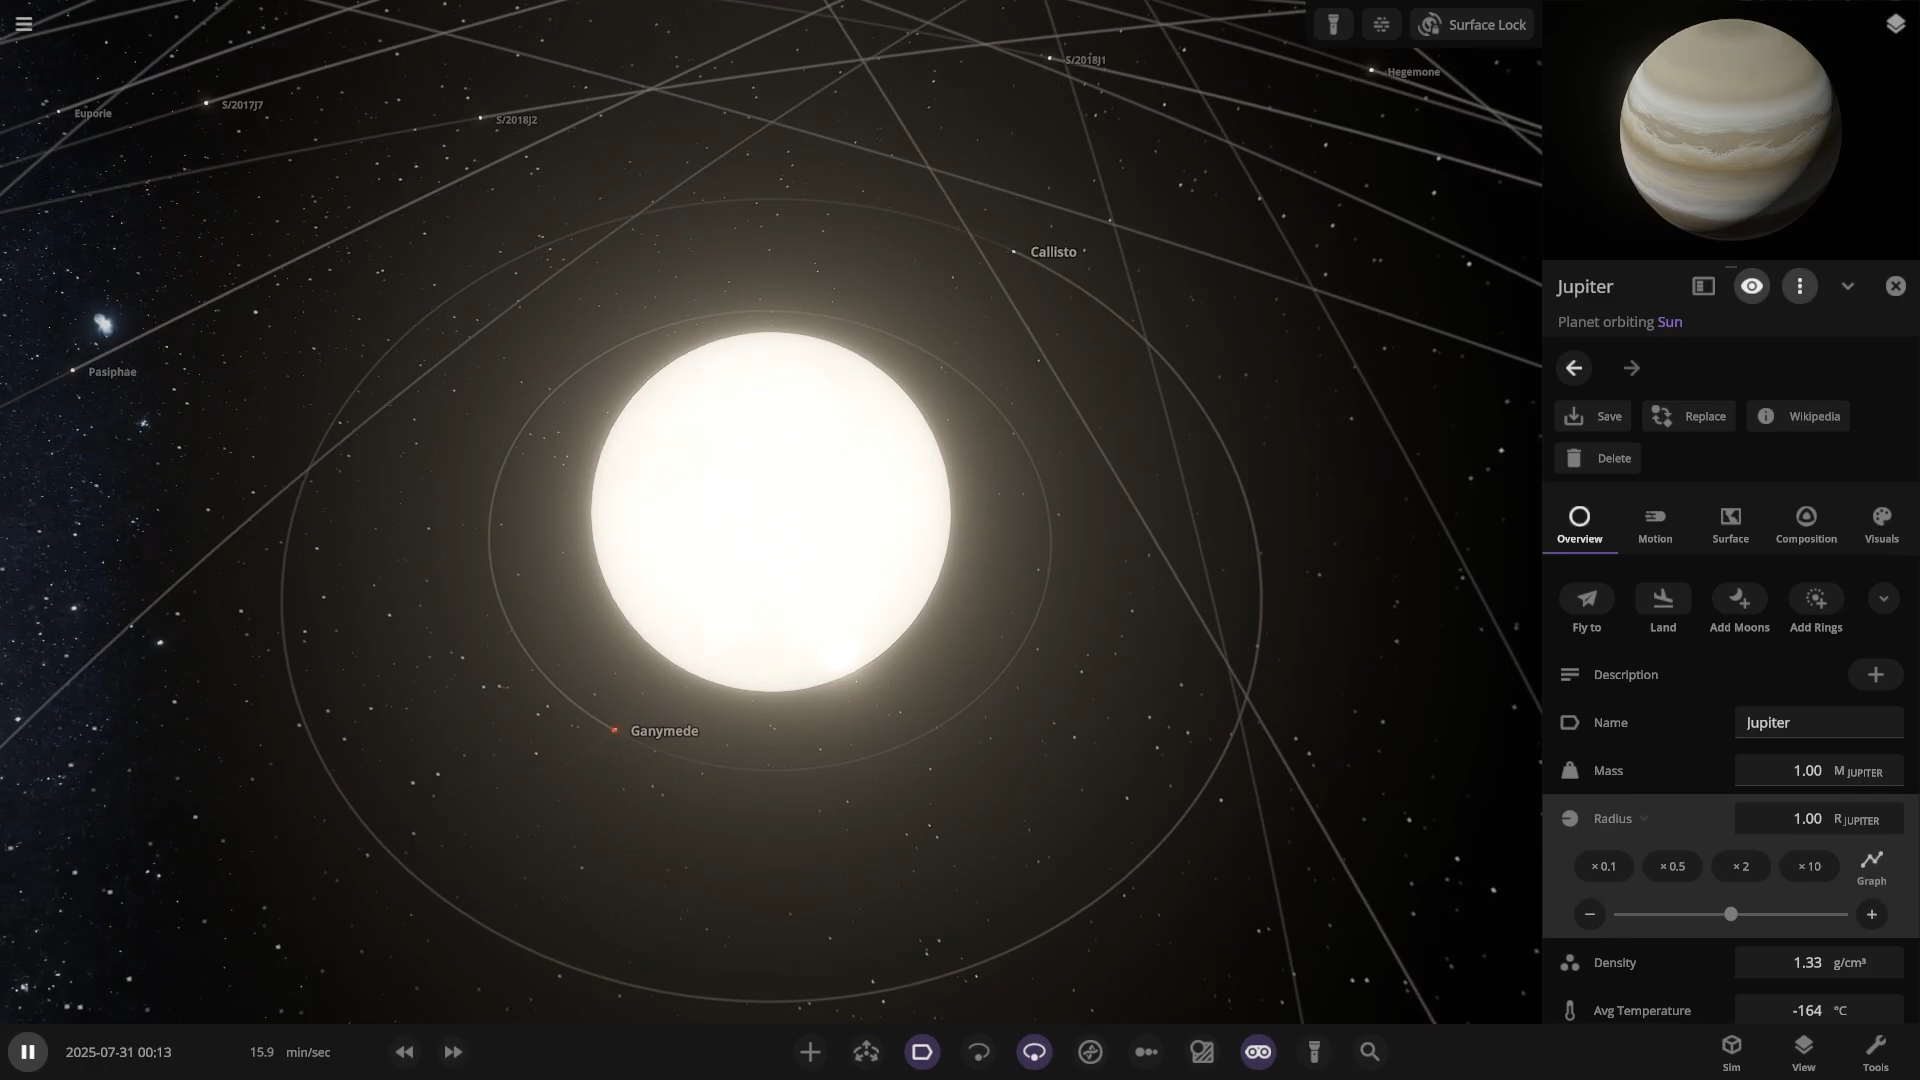 Surface Lock
S/2018J1
Hegemone
Euporie
S/2017J7
S/2018J2
Callisto
Pasiphae
Ganymede
Jupiter
Planet orbiting Sun
Save
Replace
Wikipedia
Delete
Overview
Motion
Surface
Composition
Visuals
Fly to
Land
Add Moons
Add Rings
Description
Name
Jupiter
Mass
1.00 M JUPITER
Radius
1.00 R JUPITER
× 0.1
× 0.5
× 2
× 10
Graph
Density
1.33 g/cm³
Avg Temperature
-164 °C
2025-07-31 00:13
15.9 min/sec
Sim
View
Tools